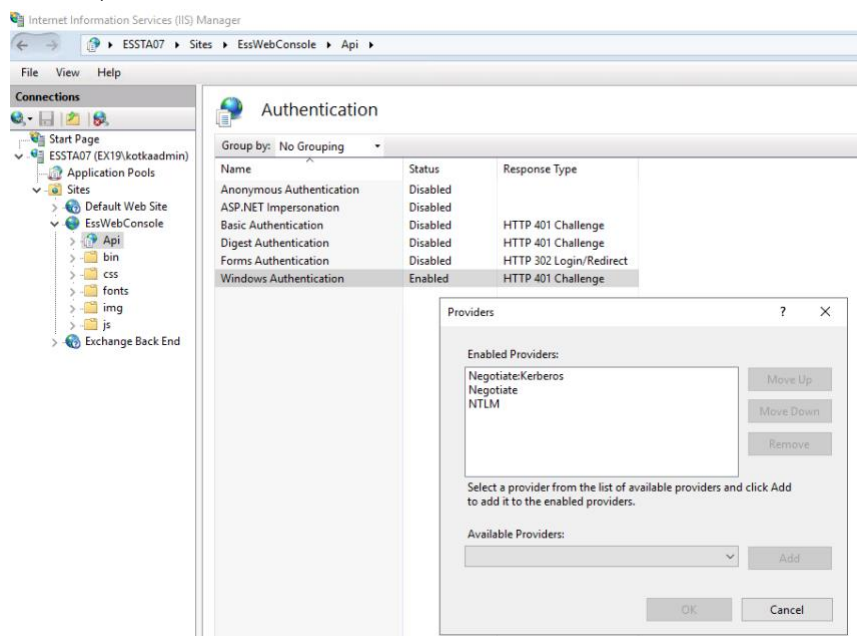 Internet Information Services (IIS) Manager
ESSTA07 Sites EssWebConsole Api
File View Help
Connections
Start Page
ESSTA07 (EX19\kotkaadmin)
Application Pools
Sites
Default Web Site
EssWebConsole
Api
bin
css
fonts
img
js
Exchange Back End
Authentication
Group by: No Grouping
Name Status Response Type
Anonymous Authentication Disabled
ASP.NET Impersonation Disabled
Basic Authentication Disabled HTTP 401 Challenge
Digest Authentication Disabled HTTP 401 Challenge
Forms Authentication Disabled HTTP 302 Login/Redirect
Windows Authentication Enabled HTTP 401 Challenge
Providers ? X
Enabled Providers:
Negotiate:Kerberos
Negotiate
NTLM
Move Up
Move Down
Remove
Select a provider from the list of available providers and click Add
to add it to the enabled providers.
Available Providers:
Add
OK Cancel